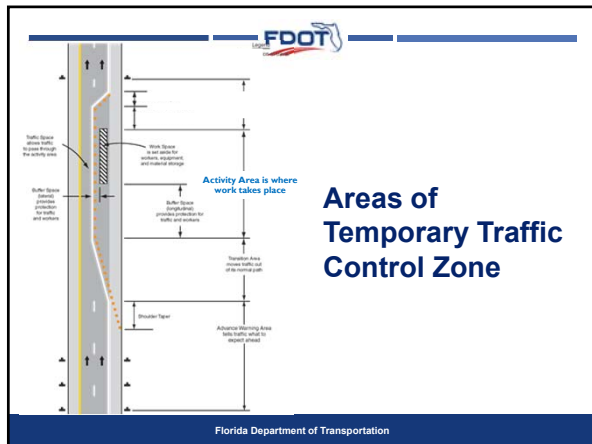 FDOT
Legend
Traffic Space
allows traffic
to pass through
the activity area
Work Space
is set aside for
workers, equipment,
and material storage
Activity Area is where
work takes place
Buffer Space
(lateral)
provides
protection
for traffic
and workers
Buffer Space
(longitudinal)
provides protection for
traffic and workers
Transition Area
moves traffic out
of its normal path
Shoulder Taper
Advance Warning Area
tells traffic what to
expect ahead
Areas of
Temporary Traffic
Control Zone
Florida Department of Transportation